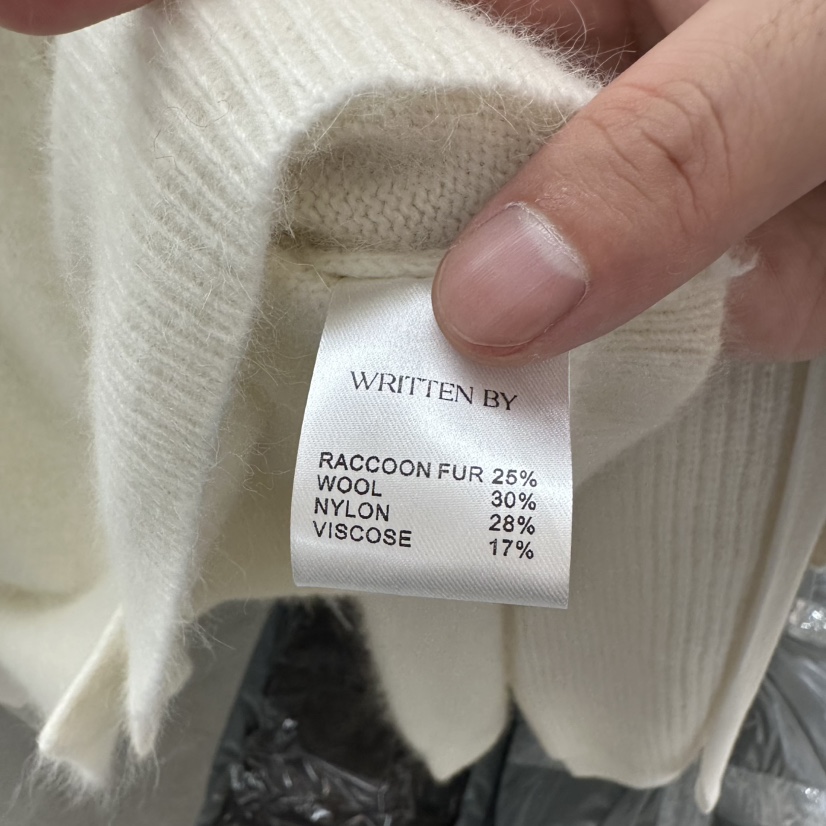 WRITTEN BY
RACCOON FUR 25%
WOOL 30%
NYLON 28%
VISCOSE 17%